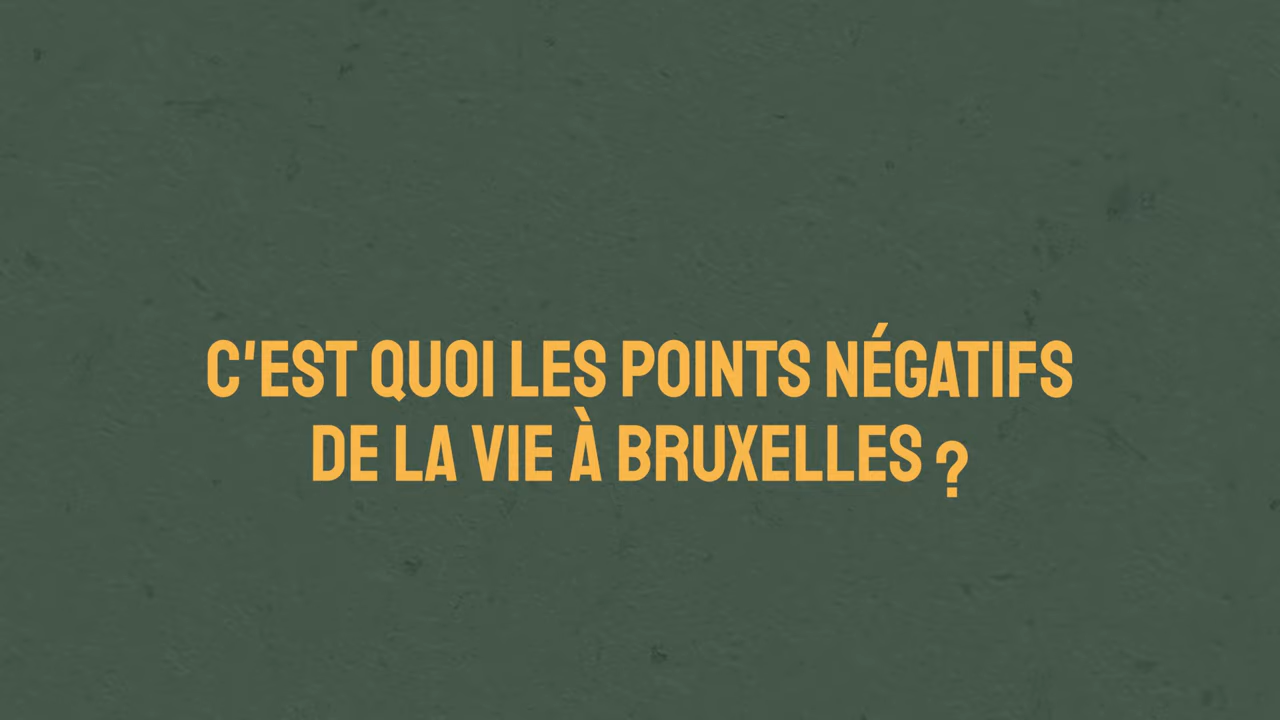 C'EST QUOI LES POINTS NÉGATIFS
DE LA VIE À BRUXELLES ?